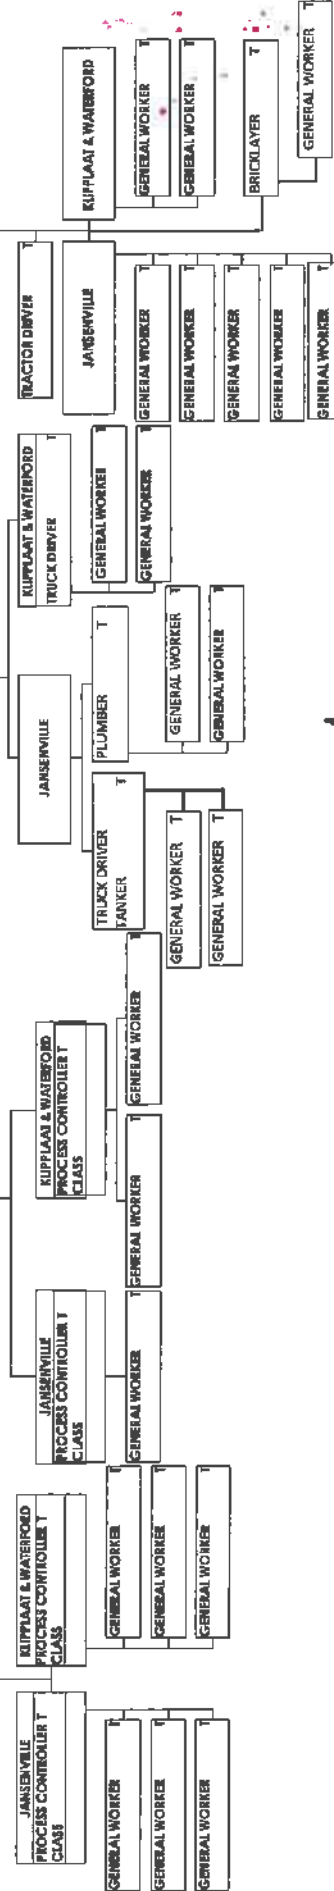 JANSENVILLE
PROCESS CONTROLLER T
CLASS
GENERAL WORKER T
GENERAL WORKER T
GENERAL WORKER T
KLIPPLAAT & WATERFORD
PROCESS CONTROLLER T
CLASS
GENERAL WORKER T
GENERAL WORKER T
GENERAL WORKER T
JANSENVILLE
PROCESS CONTROLLER T
CLASS
GENERAL WORKER T
KLIPPLAAT & WATERFORD
PROCESS CONTROLLER T
CLASS
GENERAL WORKER T
GENERAL WORKER
JANSENVILLE
TRUCK DRIVER T
TANKER
GENERAL WORKER T
GENERAL WORKER T
PLUMBER T
GENERAL WORKER T
GENERAL WORKER T
KLIPPLAAT & WATERFORD
TRUCK DRIVER T
GENERAL WORKER T
GENERAL WORKER T
TRACTOR DRIVER T
JANSENVILLE
GENERAL WORKER T
GENERAL WORKER T
GENERAL WORKER T
GENERAL WORKER T
GENERAL WORKER T
KLIPPLAAT & WATERFORD
GENERAL WORKER T
GENERAL WORKER T
BRICKLAYER T
GENERAL WORKER T